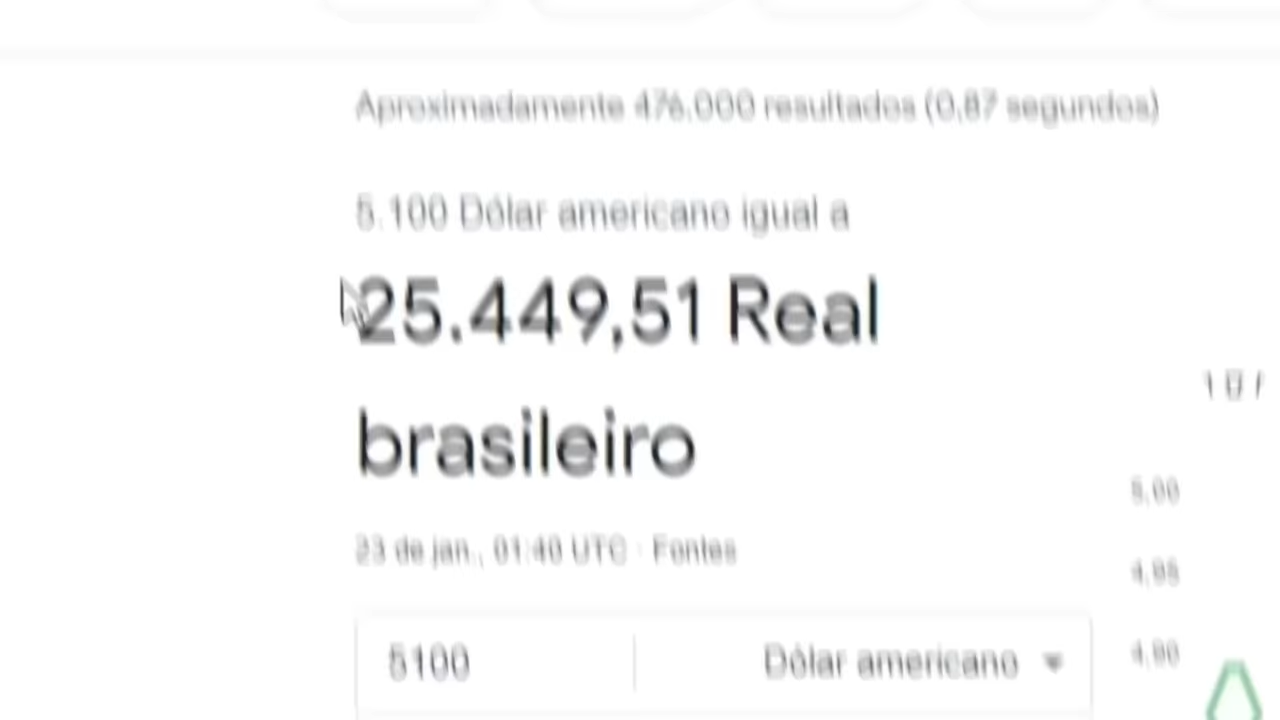 Aproximadamente 476.000 resultados (0,87 segundos)
5.100 Dólar americano igual a
25.449,51 Real
brasileiro
23 de jan., 01:40 UTC · Fontes
5,00
4,95
5100 Dólar americano
4,90